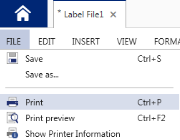 * Label File1 ×
FILE EDIT INSERT VIEW FORMA
Save Ctrl+S
Save as...
Print Ctrl+P
Print preview Ctrl+F2
Show Printer Information